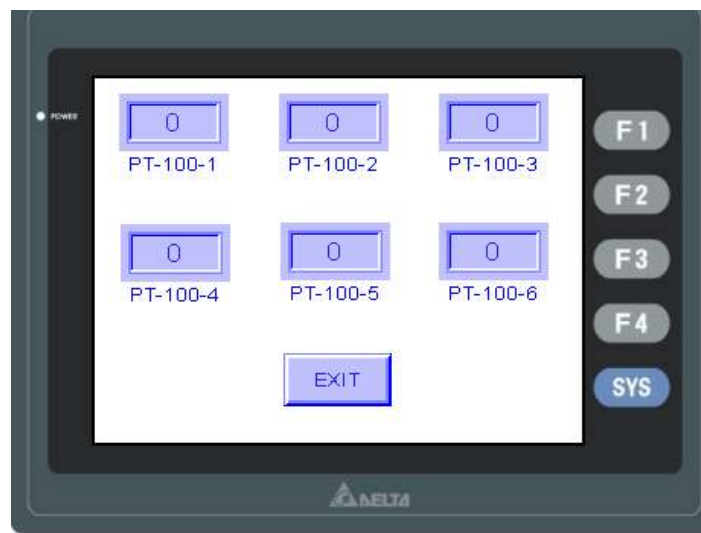 POWER
0 0 0
PT-100-1 PT-100-2 PT-100-3
0 0 0
PT-100-4 PT-100-5 PT-100-6
EXIT
F1
F2
F3
F4
SYS
DELTA